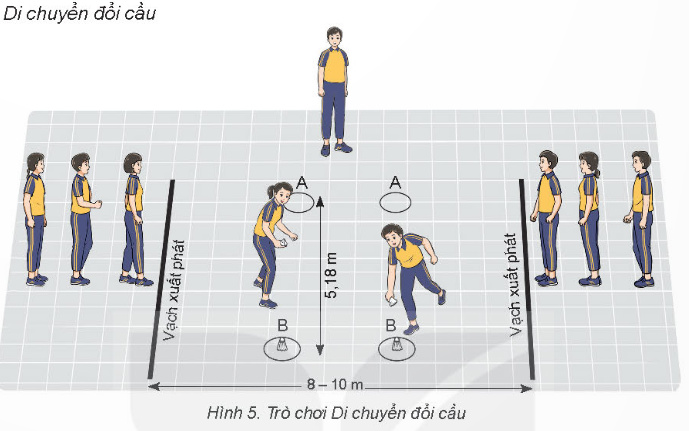 Di chuyển đổi cầu
A
A
Vạch xuất phát
5,18 m
Vạch xuất phát
B
B
8 – 10 m
Hình 5. Trò chơi Di chuyển đổi cầu